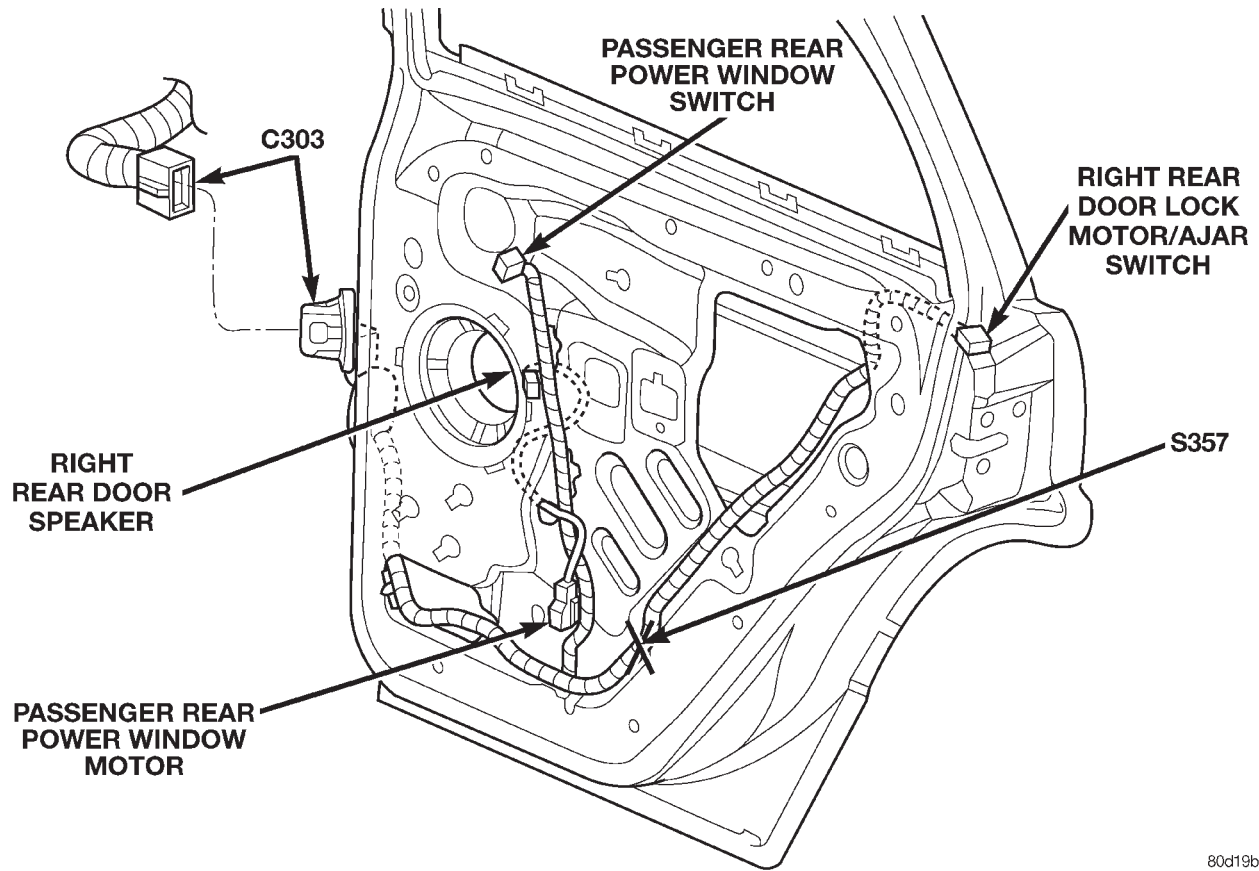 PASSENGER REAR
POWER WINDOW
SWITCH
C303
RIGHT REAR
DOOR LOCK
MOTOR/AJAR
SWITCH
S357
RIGHT
REAR DOOR
SPEAKER
PASSENGER REAR
POWER WINDOW
MOTOR
80d19b